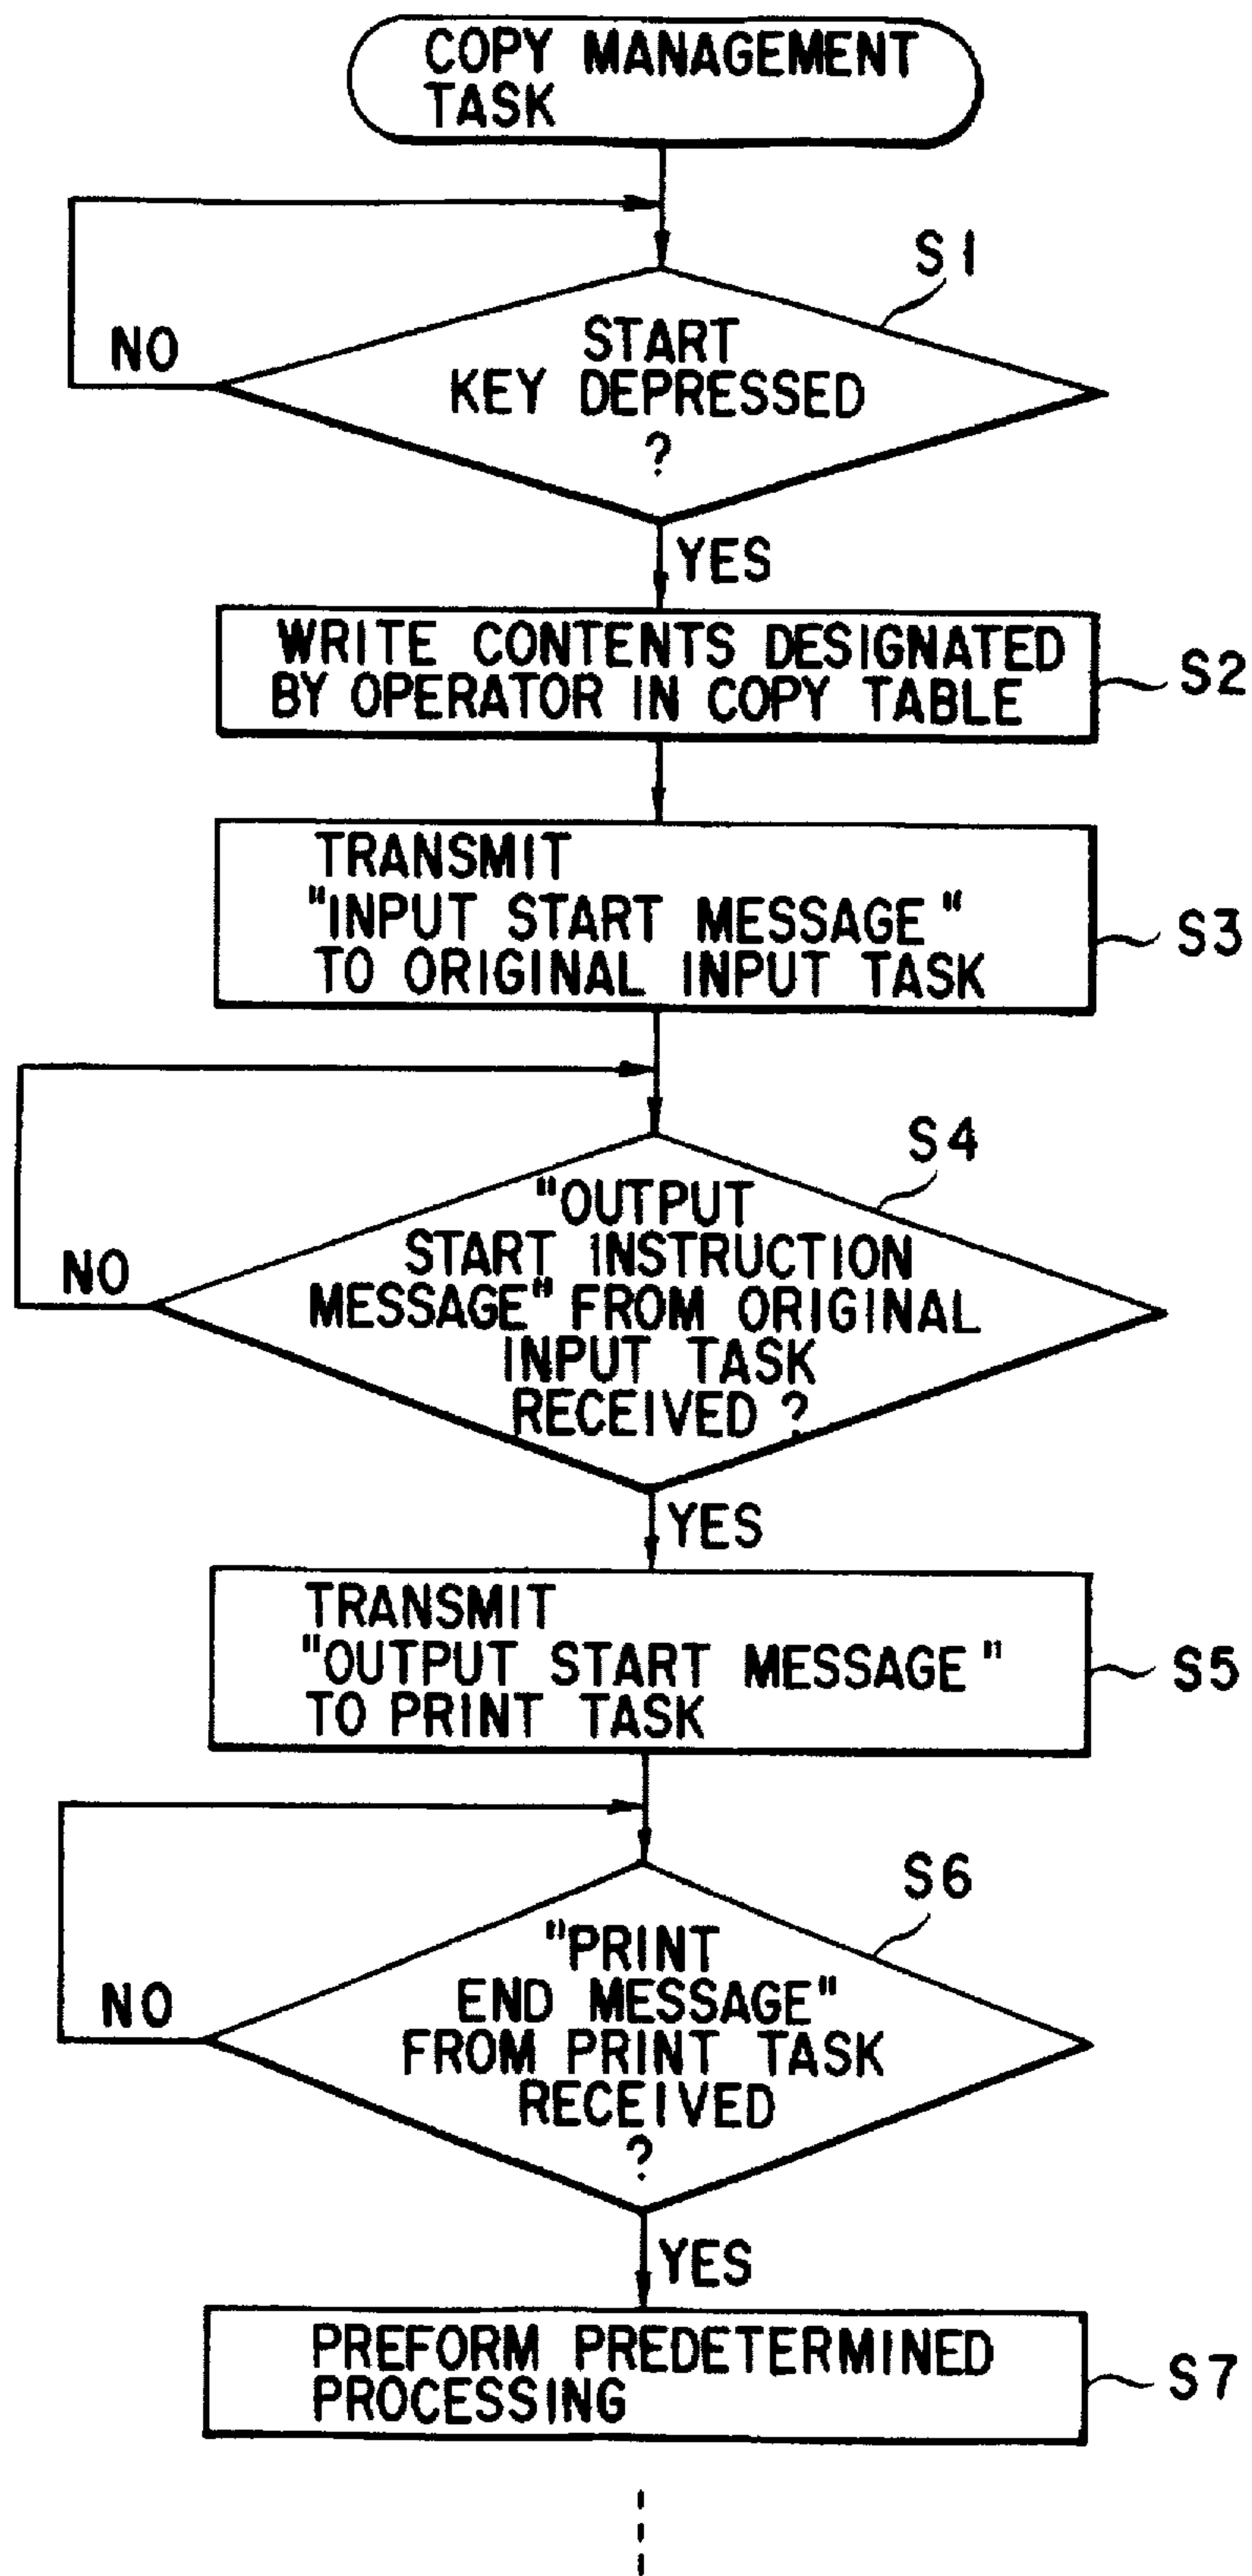 COPY MANAGEMENT
TASK
S1
START
KEY DEPRESSED
?
NO
YES
WRITE CONTENTS DESIGNATED
BY OPERATOR IN COPY TABLE
S2
TRANSMIT
"INPUT START MESSAGE"
TO ORIGINAL INPUT TASK
S3
S4
"OUTPUT
START INSTRUCTION
MESSAGE" FROM ORIGINAL
INPUT TASK
RECEIVED ?
NO
YES
TRANSMIT
"OUTPUT START MESSAGE"
TO PRINT TASK
S5
S6
"PRINT
END MESSAGE"
FROM PRINT TASK
RECEIVED
?
NO
YES
PREFORM PREDETERMINED
PROCESSING
S7